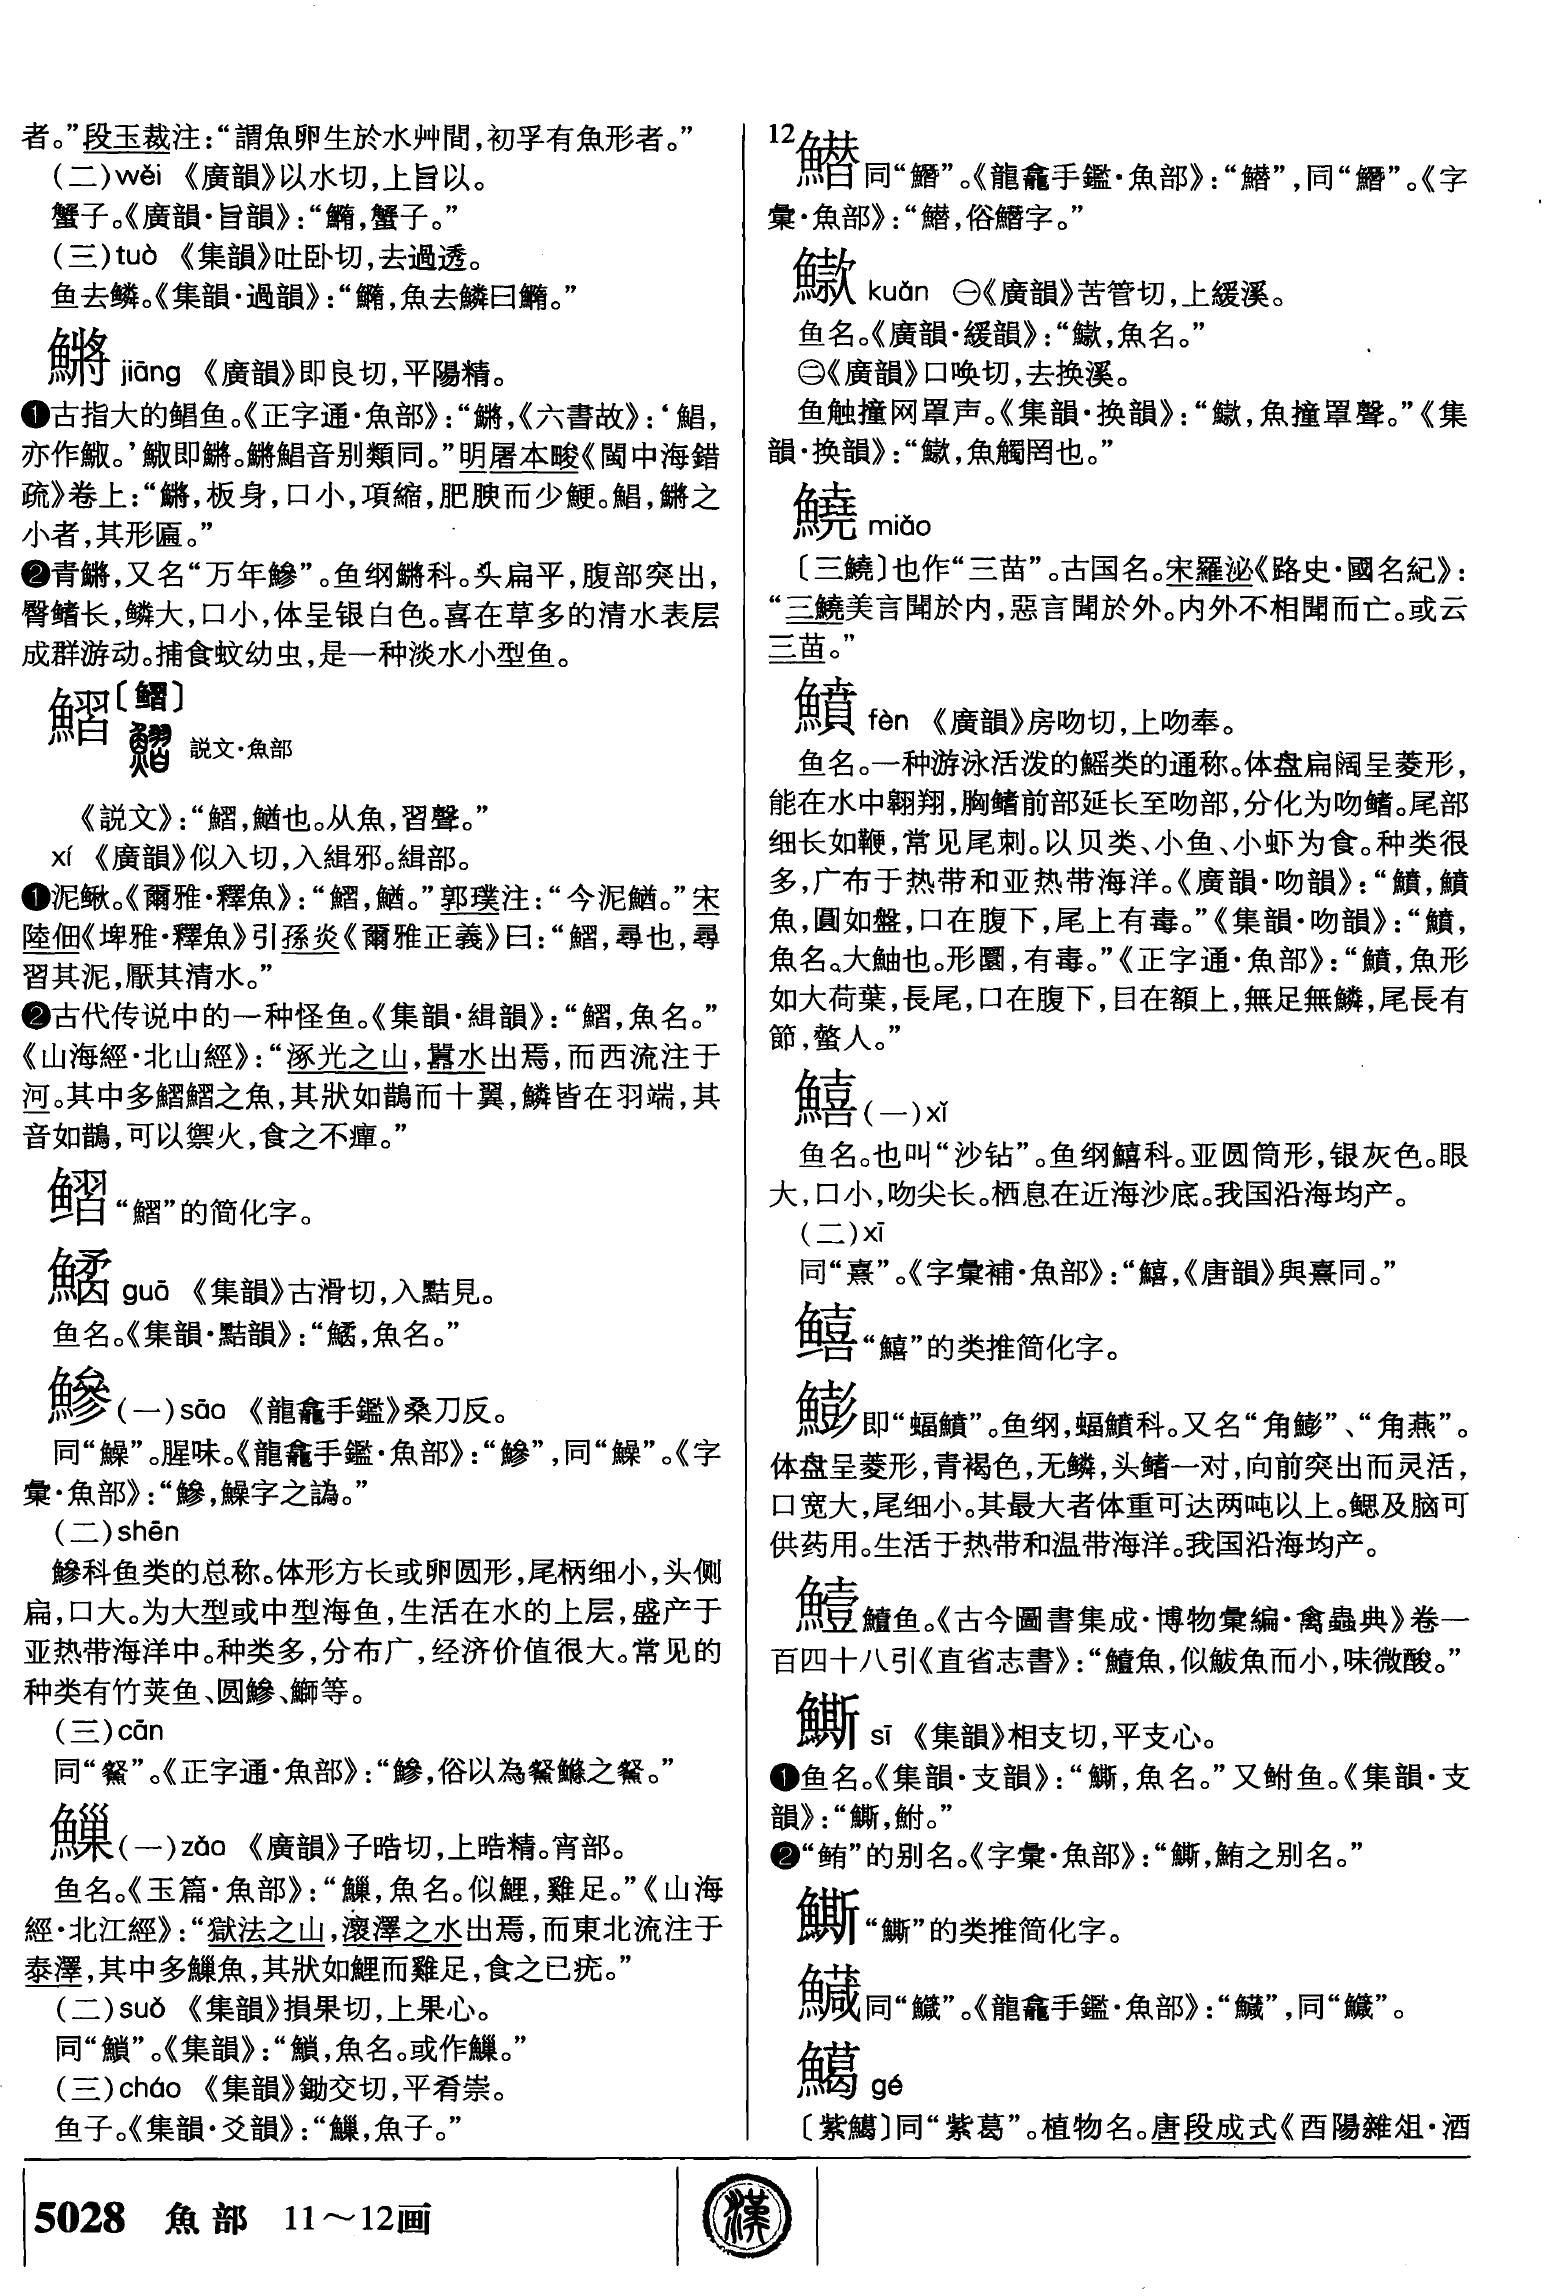 者。”段玉裁注：“謂魚卵生於水艸間，初孚有魚形者。”
（二）wěi 《廣韻》以水切，上旨以。
蟹子。《廣韻·旨韻》：“鰖，蟹子。”
（三）tuò 《集韻》吐卧切，去過透。
鱼去鳞。《集韻·過韻》：“鰖，魚去鱗曰鰖。”
鱂 jiāng 《廣韻》即良切，平陽精。
❶古指大的鲳鱼。《正字通·魚部》：“鱂，《六書故》：‘鯧，
亦作䱽。’䱽即鱂。鱂鯧音别類同。”明屠本畯《閩中海錯
疏》卷上：“鱂，板身，口小，項縮，肥腴而少鯁。鯧，鱂之
小者，其形匾。”
❷青鱂，又名“万年鰺”。鱼纲鱂科。头扁平，腹部突出，
臀鳍长，鳞大，口小，体呈银白色。喜在草多的清水表层
成群游动。捕食蚊幼虫，是一种淡水小型鱼。
鰼〔鳛〕
説文·魚部
《説文》：“鰼，鰌也。从魚，習聲。”
xí 《廣韻》似入切，入緝邪。緝部。
❶泥鳅。《爾雅·釋魚》：“鰼，鰌。”郭璞注：“今泥鰌。”宋
陸佃《埤雅·釋魚》引孫炎《爾雅正義》曰：“鰼，尋也，尋
習其泥，厭其清水。”
❷古代传说中的一种怪鱼。《集韻·緝韻》：“鰼，魚名。”
《山海經·北山經》：“涿光之山，囂水出焉，而西流注于
河。其中多鰼鰼之魚，其狀如鵲而十翼，鱗皆在羽端，其
音如鵲，可以禦火，食之不癉。”
鳛“鰼”的简化字。
guā 《集韻》古滑切，入黠見。
鱼名。《集韻·黠韻》：“，魚名。”
鰺（一）sāo 《龍龕手鑑》桑刀反。
同“鱢”。腥味。《龍龕手鑑·魚部》：“鰺”，同“鱢”。《字
彙·魚部》：“鰺，鱢字之譌。”
（二）shēn
鰺科鱼类的总称。体形方长或卵圆形，尾柄细小，头侧
扁，口大。为大型或中型海鱼，生活在水的上层，盛产于
亚热带海洋中。种类多，分布广，经济价值很大。常见的
种类有竹荚鱼、圆鰺、鰤等。
（三）cān
同“䱗”。《正字通·魚部》：“鰺，俗以為䱗鰷之䱗。”
鱳（一）zǎo 《廣韻》子晧切，上晧精。宵部。
鱼名。《玉篇·魚部》：“鰷，魚名。似鯉，雞足。”《山海
經·北江經》：“獄法之山，瀤澤之水出焉，而東北流注于
泰澤，其中多䲃魚，其狀如鯉而雞足，食之已疣。”
（二）suǒ 《集韻》損果切，上果心。
同“鎖”。《集韻》：“，魚名。或作䲃。”
（三）cháo 《集韻》鋤交切，平肴崇。
鱼子。《集韻·爻韻》：“䲃，魚子。”
12
同“鰽”。《龍龕手鑑·魚部》：“”，同“”。《字
彙·魚部》：“，俗字。”
kuǎn ㊀《廣韻》苦管切，上緩溪。
鱼名。《廣韻·緩韻》：“，魚名。”
㊁《廣韻》口唤切，去换溪。
鱼触撞网罩声。《集韻·换韻》：“，魚撞罩聲。”《集
韻·换韻》：“，魚觸罔也。”
鱙 miǎo
〔三鱙〕也作“三苗”。古国名。宋羅泌《路史·國名紀》：
“三鱙美言聞於内，惡言聞於外。内外不相聞而亡。或云
三苗。”
鱝 fèn 《廣韻》房吻切，上吻奉。
鱼名。一种游泳活泼的鳐类的通称。体盘扁阔呈菱形，
能在水中翱翔，胸鳍前部延长至吻部，分化为吻鳍。尾部
细长如鞭，常见尾刺。以贝类、小鱼、小虾为食。种类很
多，广布于热带和亚热带海洋。《廣韻·吻韻》：“鱝，鱝
魚，圓如盤，口在腹下，尾上有毒。”《集韻·吻韻》：“鱝，
魚名。大鮋也。形圜，有毒。”《正字通·魚部》：“鱝，魚形
如大荷葉，長尾，口在腹下，目在額上，無足無鱗，尾長有
節，螫人。”
鱚（一）xǐ
鱼名。也叫“沙钻”。鱼纲鱚科。亚圆筒形，银灰色。眼
大，口小，吻尖长。栖息在近海沙底。我国沿海均产。
（二）xī
同“熹”。《字彙補·魚部》：“鱚，《唐韻》與熹同。”
𩾌“鱚”的类推简化字。
即“蝠鱝”。鱼纲，蝠鱝科。又名“角”、“角燕”。
体盘呈菱形，青褐色，无鳞，头鳍一对，向前突出而灵活，
口宽大，尾细小。其最大者体重可达两吨以上。鳃及脑可
供药用。生活于热带和温带海洋。我国沿海均产。
鱼。《古今圖書集成·博物彙編·禽蟲典》卷一
百四十八引《直省志書》：“魚，似鮁魚而小，味微酸。”
䲉 sī 《集韻》相支切，平支心。
❶鱼名。《集韻·支韻》：“䲉，魚名。”又鲋鱼。《集韻·支
韻》：“䲉，鮒。”
❷“鲔”的别名。《字彙·魚部》：“䲉，鮪之别名。”
“䲉”的类推简化字。
同“”。《龍龕手鑑·魚部》：“”，同“”。
gé
〔紫〕同“紫葛”。植物名。唐段成式《酉陽雜俎·酒
5028 魚部 11～12画
漢